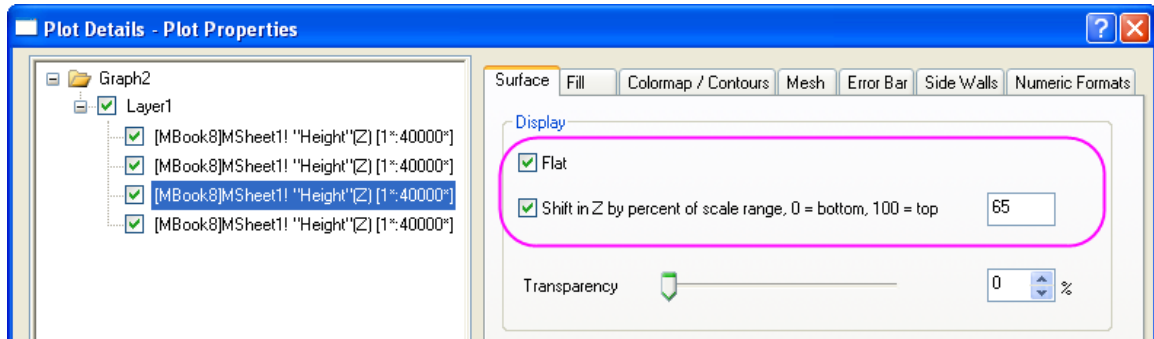 Plot Details - Plot Properties
Graph2
Layer1
[MBook8]MSheet1! "Height"(Z) [1*:40000*]
[MBook8]MSheet1! "Height"(Z) [1*:40000*]
[MBook8]MSheet1! "Height"(Z) [1*:40000*]
[MBook8]MSheet1! "Height"(Z) [1*:40000*]
Surface Fill Colormap / Contours Mesh Error Bar Side Walls Numeric Formats
Display
Flat
Shift in Z by percent of scale range, 0 = bottom, 100 = top 65
Transparency 0 %